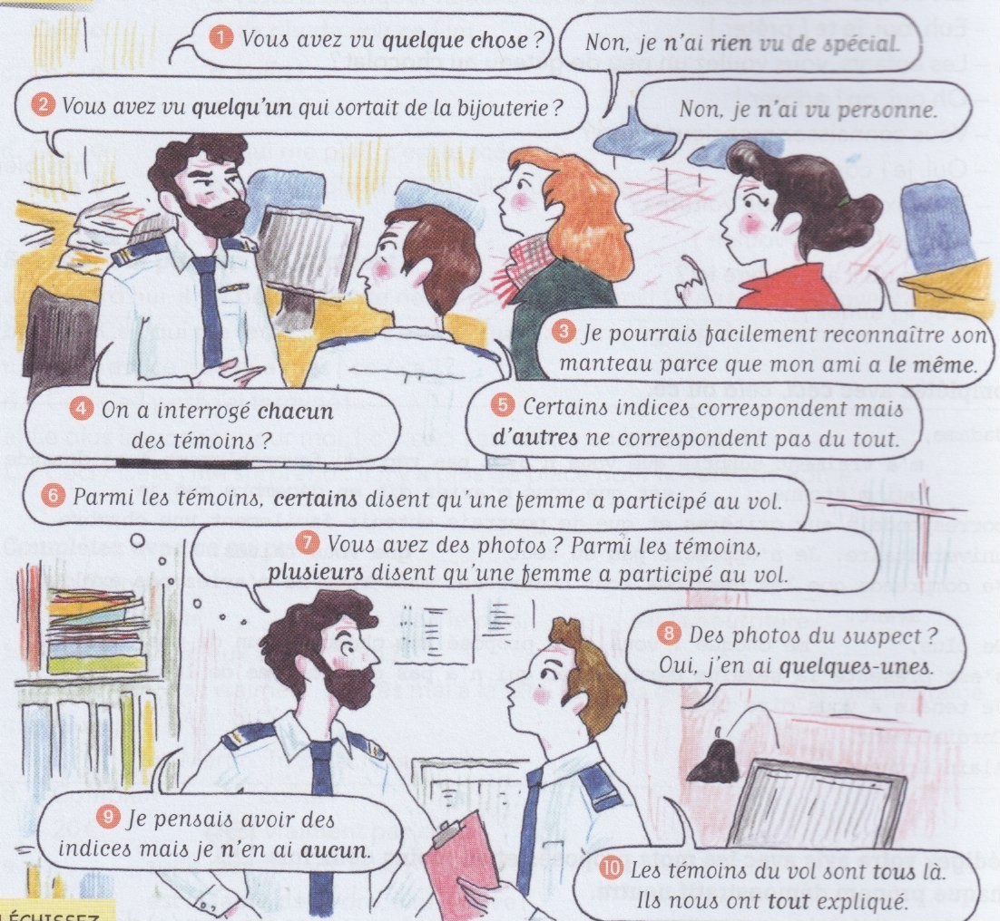 1 Vous avez vu quelque chose ?
Non, je n'ai rien vu de spécial.
2 Vous avez vu quelqu'un qui sortait de la bijouterie ?
Non, je n'ai vu personne.
3 Je pourrais facilement reconnaître son
manteau parce que mon ami a le même.
4 On a interrogé chacun
des témoins ?
5 Certains indices correspondent mais
d'autres ne correspondent pas du tout.
6 Parmi les témoins, certains disent qu'une femme a participé au vol.
7 Vous avez des photos ? Parmi les témoins,
plusieurs disent qu'une femme a participé au vol.
8 Des photos du suspect ?
Oui, j'en ai quelques-unes.
9 Je pensais avoir des
indices mais je n'en ai aucun.
10 Les témoins du vol sont tous là.
Ils nous ont tout expliqué.